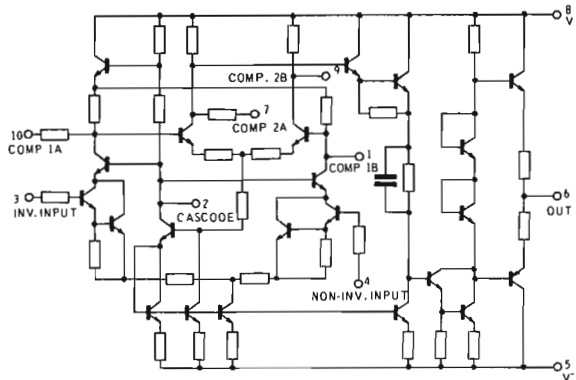 8
V
COMP. 2B
9
7
COMP 2A
10
COMP 1A
1
COMP 1B
3
INV. INPUT
2
CASCODE
6
OUT
4
NON-INV. INPUT
5
V-